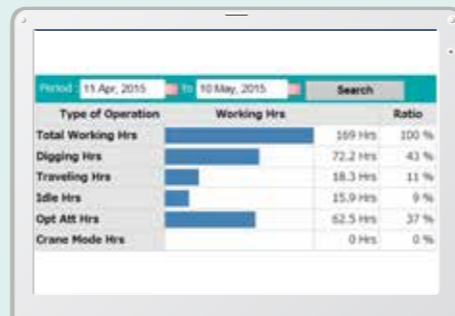 Period : 11 Apr, 2015 to 10 May, 2015 Search
Type of Operation Working Hrs Ratio
Total Working Hrs 169 Hrs 100 %
Digging Hrs 72.2 Hrs 43 %
Traveling Hrs 18.3 Hrs 11 %
Idle Hrs 15.9 Hrs 9 %
Opt Att Hrs 62.5 Hrs 37 %
Crane Mode Hrs 0 Hrs 0 %